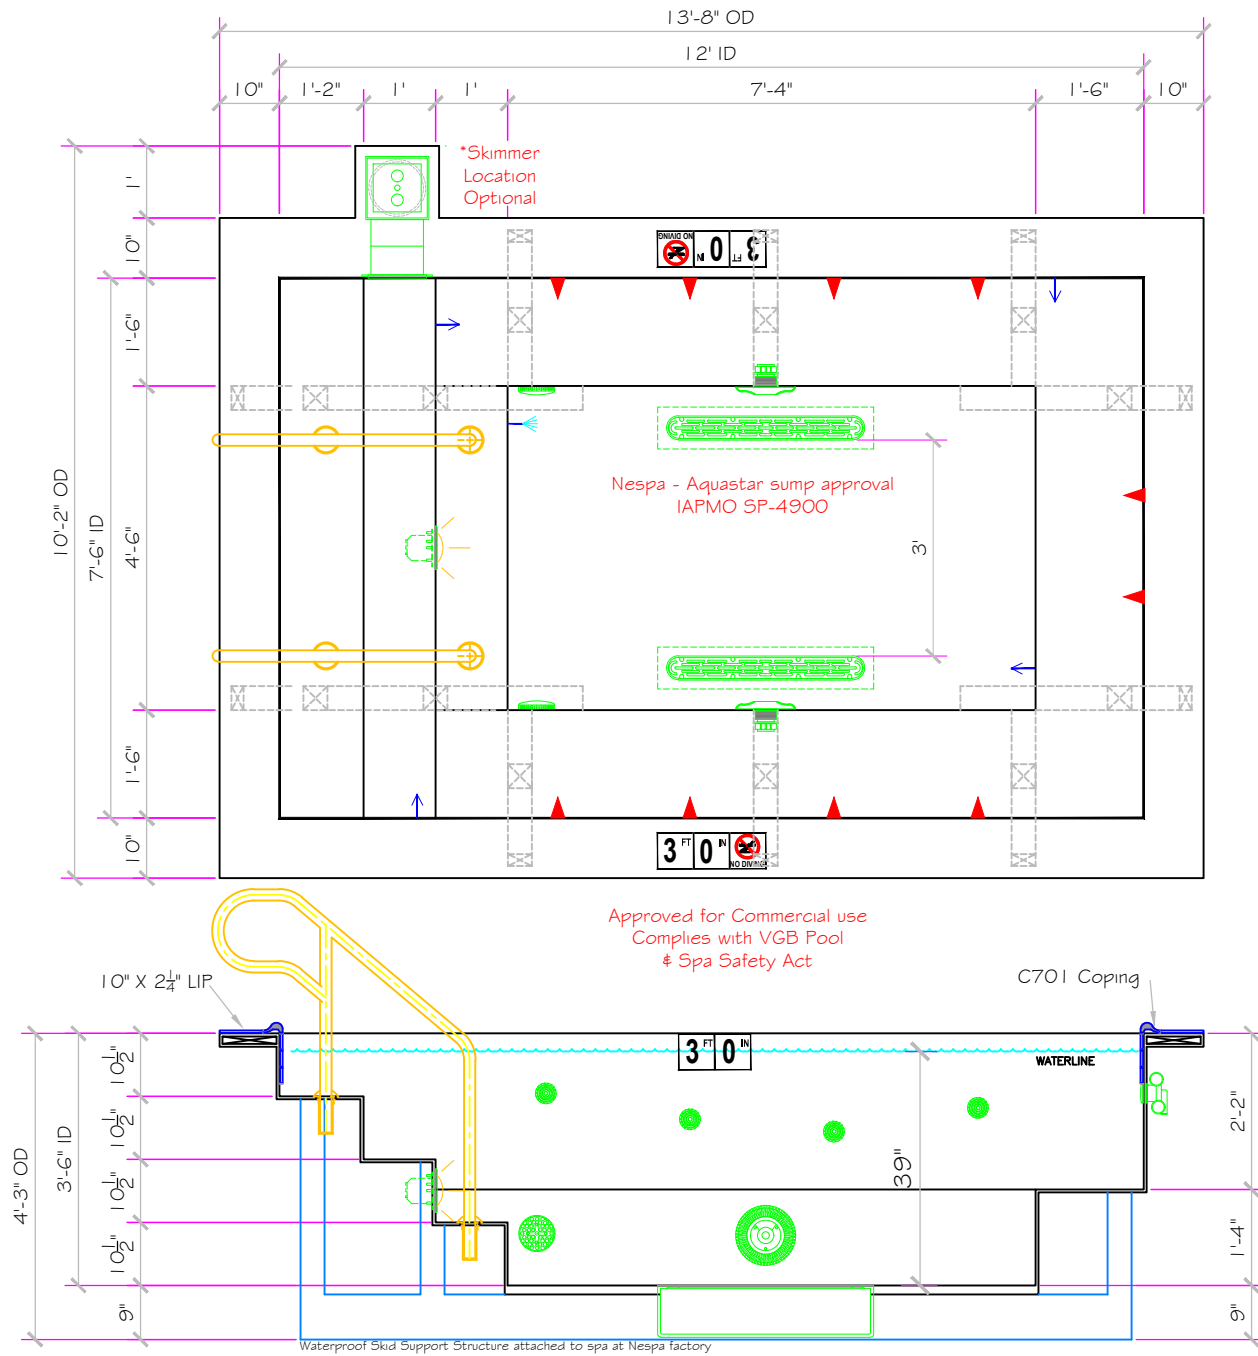 13'-8" OD
12' ID
10"
1'-2"
1'
1'
7'-4"
1'-6"
10"
*Skimmer
Location
Optional
1'
10"
1'-6"
4'-6"
1'-6"
10"
7'-6" ID
10'-2" OD
3 FT 0 IN NO DIVING
Nespa - Aquastar sump approval
IAPMO SP-4900
3'
3 FT 0 IN NO DIVING
Approved for Commercial use
Complies with VGB Pool
& Spa Safety Act
10" X 2¼" LIP
C701 Coping
3 FT 0 IN
WATERLINE
10½"
10½"
10½"
10½"
9"
3'-6" ID
4'-3" OD
39"
2'-2"
1'-4"
9"
Waterproof Skid Support Structure attached to spa at Nespa factory